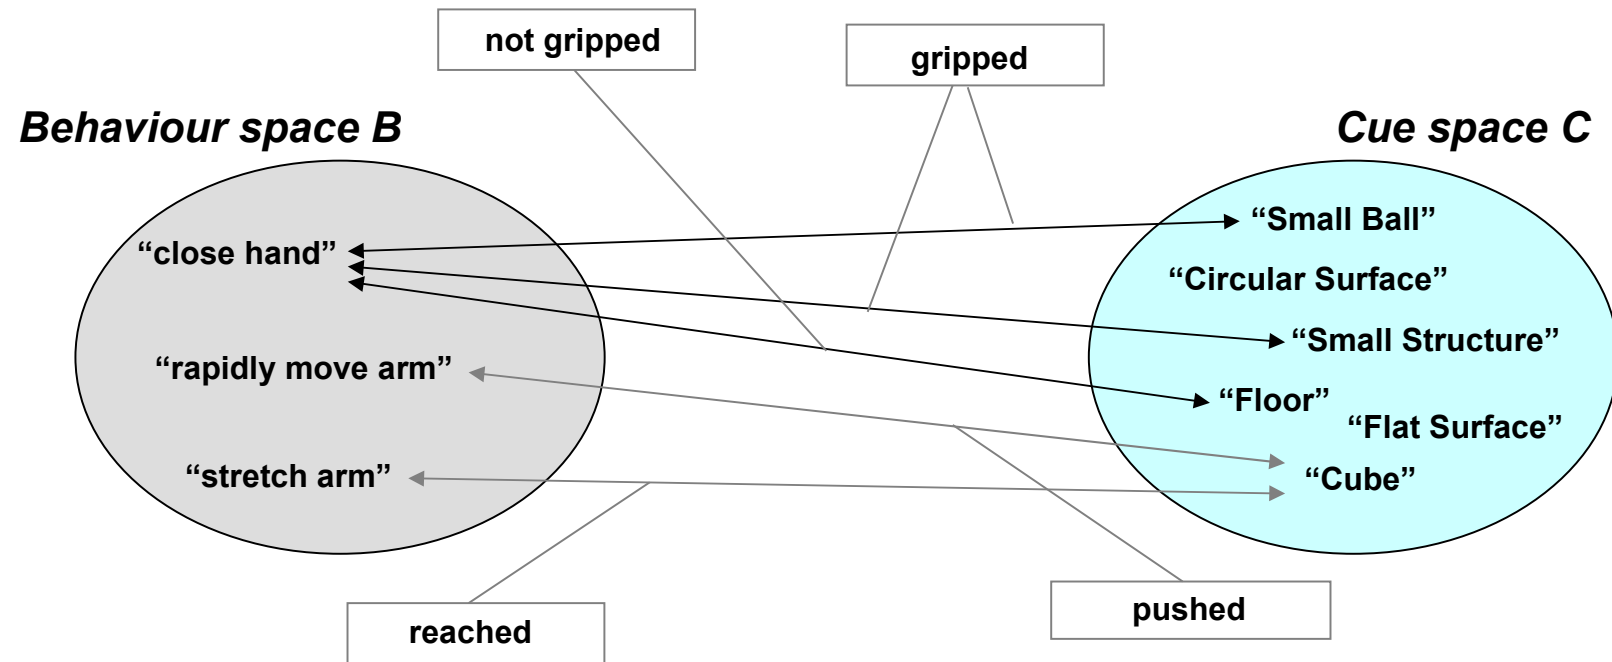 not gripped
gripped
Behaviour space B
Cue space C
“Small Ball”
“close hand”
“Circular Surface”
“Small Structure”
“rapidly move arm”
“Floor”
“Flat Surface”
“stretch arm”
“Cube”
pushed
reached